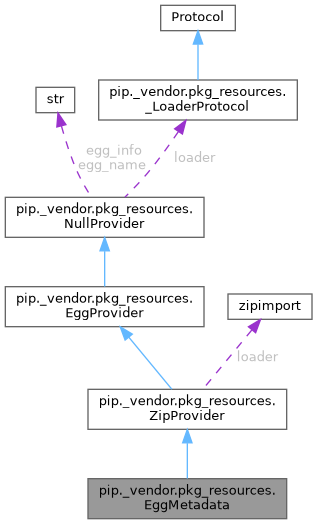 Protocol
pip._vendor.pkg_resources.
_LoaderProtocol
str
egg_info
egg_name
loader
pip._vendor.pkg_resources.
NullProvider
pip._vendor.pkg_resources.
EggProvider
zipimport
loader
pip._vendor.pkg_resources.
ZipProvider
pip._vendor.pkg_resources.
EggMetadata